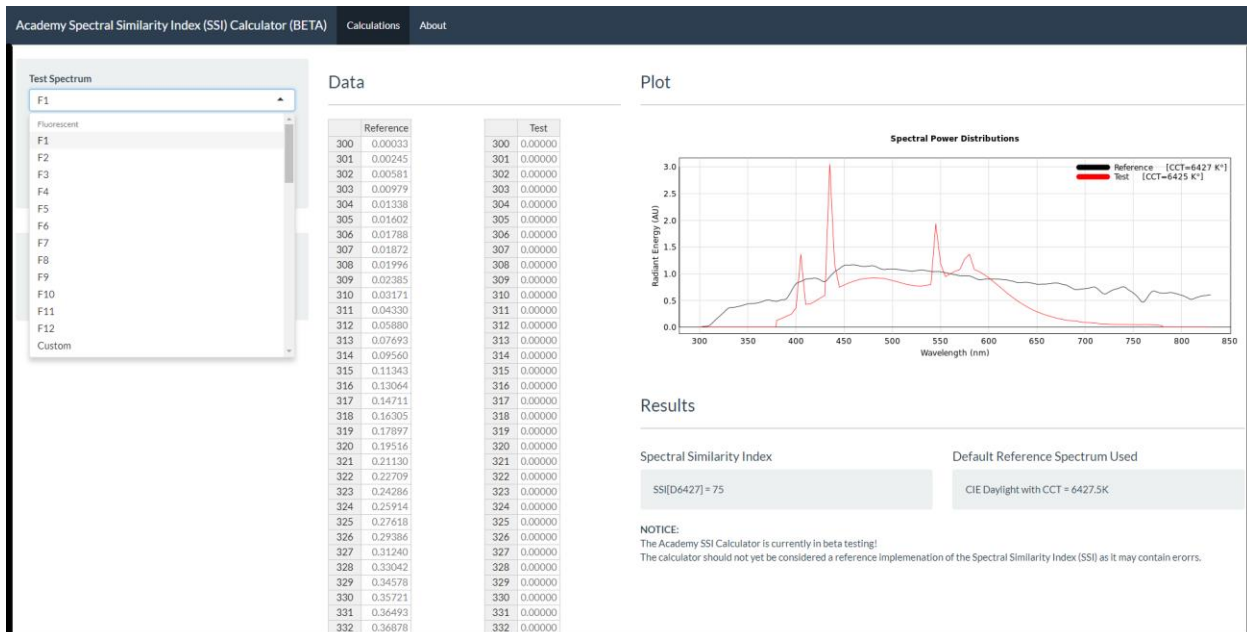 Academy Spectral Similarity Index (SSI) Calculator (BETA) Calculations About
Test Spectrum
F1
Fluorescent
F1
F2
F3
F4
F5
F6
F7
F8
F9
F10
F11
F12
Custom
Data
Reference
300 0.00033
301 0.00245
302 0.00581
303 0.00979
304 0.01338
305 0.01602
306 0.01788
307 0.01872
308 0.01996
309 0.02385
310 0.03171
311 0.04330
312 0.05880
313 0.07693
314 0.09560
315 0.11343
316 0.13064
317 0.14711
318 0.16305
319 0.17897
320 0.19516
321 0.21130
322 0.22709
323 0.24286
324 0.25914
325 0.27618
326 0.29386
327 0.31240
328 0.33042
329 0.34578
330 0.35721
331 0.36493
332 0.36878
Test
300 0.00000
301 0.00000
302 0.00000
303 0.00000
304 0.00000
305 0.00000
306 0.00000
307 0.00000
308 0.00000
309 0.00000
310 0.00000
311 0.00000
312 0.00000
313 0.00000
314 0.00000
315 0.00000
316 0.00000
317 0.00000
318 0.00000
319 0.00000
320 0.00000
321 0.00000
322 0.00000
323 0.00000
324 0.00000
325 0.00000
326 0.00000
327 0.00000
328 0.00000
329 0.00000
330 0.00000
331 0.00000
332 0.00000
Plot
Spectral Power Distributions
Reference [CCT=6427 K°]
Test [CCT=6425 K°]
Radiant Energy (AU)
3.0
2.5
2.0
1.5
1.0
0.5
0.0
300 350 400 450 500 550 600 650 700 750 800 850
Wavelength (nm)
Results
Spectral Similarity Index
SSI[D6427] = 75
Default Reference Spectrum Used
CIE Daylight with CCT = 6427.5K
NOTICE:
The Academy SSI Calculator is currently in beta testing!
The calculator should not yet be considered a reference implemenation of the Spectral Similarity Index (SSI) as it may contain erorrs.